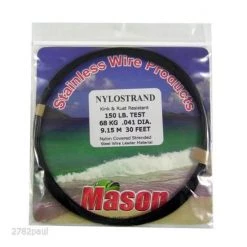 Stainless Wire Products
NYLOSTRAND
Kink & Rust Resistant
150 LB. TEST
68 KG .041 DIA.
9.15 M 30 FEET
Nylon Covered Stranded
Steel Wire Leader Material
Mason
2782paul